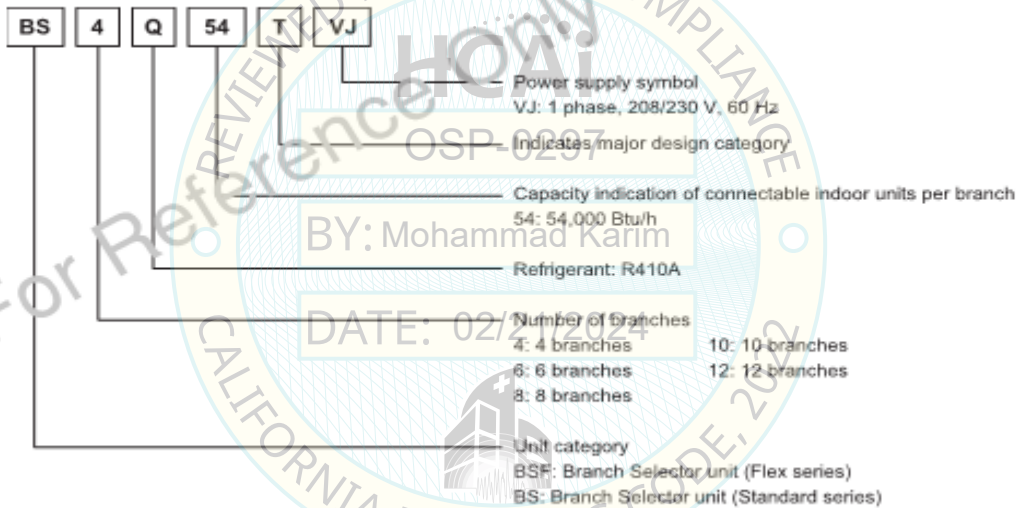 BS 4 Q 54 T VJ
Power supply symbol
VJ: 1 phase, 208/230 V, 60 Hz
Indicates major design category
Capacity indication of connectable indoor units per branch
54: 54,000 Btu/h
Refrigerant: R410A
Number of branches
4: 4 branches 10: 10 branches
6: 6 branches 12: 12 branches
8: 8 branches
Unit category
BSF: Branch Selector unit (Flex series)
BS: Branch Selector unit (Standard series)
For Reference Only
HCAi
OSP-0297
BY: Mohammad Karim
DATE: 02/21/2024
REVIEWED
COMPLIANCE
CALIFORNIA
CODE, 2022